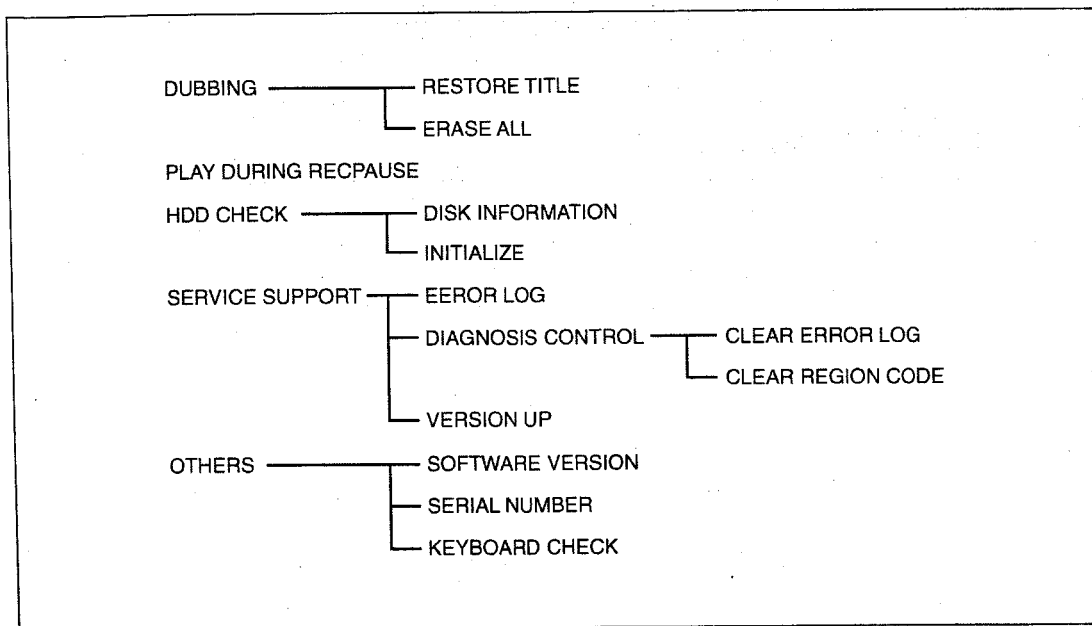 DUBBING RESTORE TITLE
ERASE ALL
PLAY DURING RECPAUSE
HDD CHECK DISK INFORMATION
INITIALIZE
SERVICE SUPPORT EEROR LOG
DIAGNOSIS CONTROL CLEAR ERROR LOG
CLEAR REGION CODE
VERSION UP
OTHERS SOFTWARE VERSION
SERIAL NUMBER
KEYBOARD CHECK